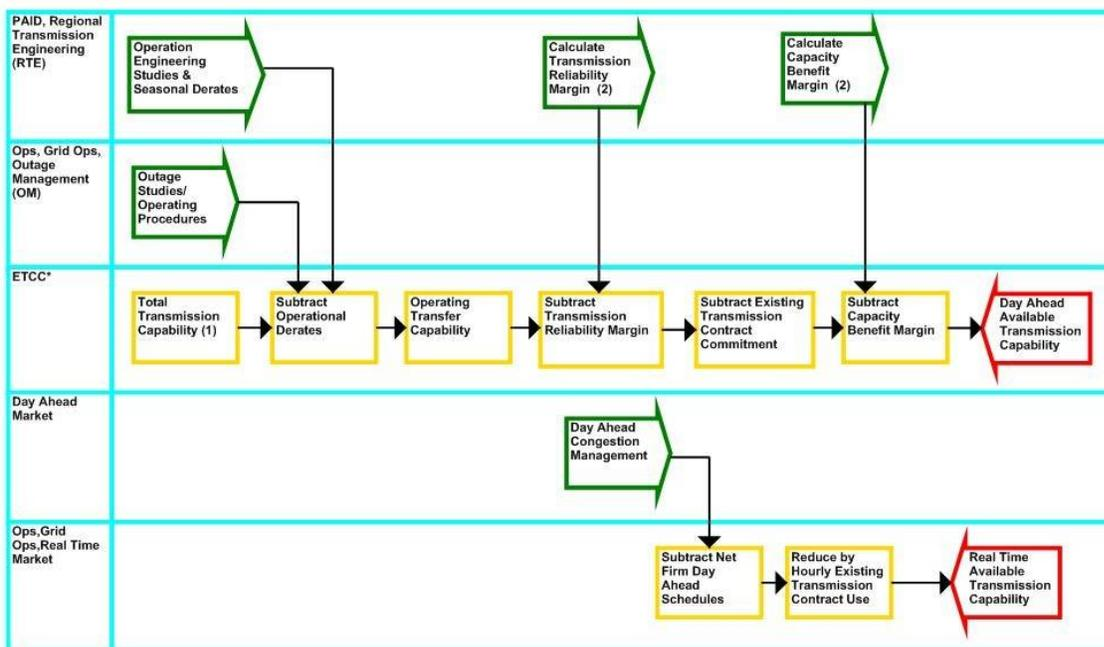 PAID, Regional
Transmission
Engineering
(RTE)
Operation
Engineering
Studies &
Seasonal Derates
Calculate
Transmission
Reliability
Margin (2)
Calculate
Capacity
Benefit
Margin (2)
Ops, Grid Ops,
Outage
Management
(OM)
Outage
Studies/
Operating
Procedures
ETCC*
Total
Transmission
Capability (1)
Subtract
Operational
Derates
Operating
Transfer
Capability
Subtract
Transmission
Reliability Margin
Subtract Existing
Transmission
Contract
Commitment
Subtract
Capacity
Benefit Margin
Day Ahead
Available
Transmission
Capability
Day Ahead
Market
Day Ahead
Congestion
Management
Ops,Grid
Ops,Real Time
Market
Subtract Net
Firm Day
Ahead
Schedules
Reduce by
Hourly Existing
Transmission
Contract Use
Real Time
Available
Transmission
Capability